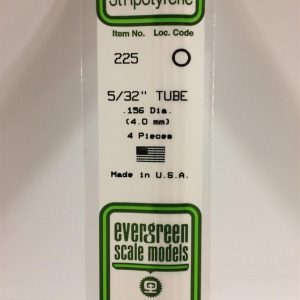 Stripstyrene
Item No. Loc. Code
225
5/32" TUBE
.156 Dia.
(4.0 mm)
4 Pieces
Made in U.S.A.
evergreen
scale models